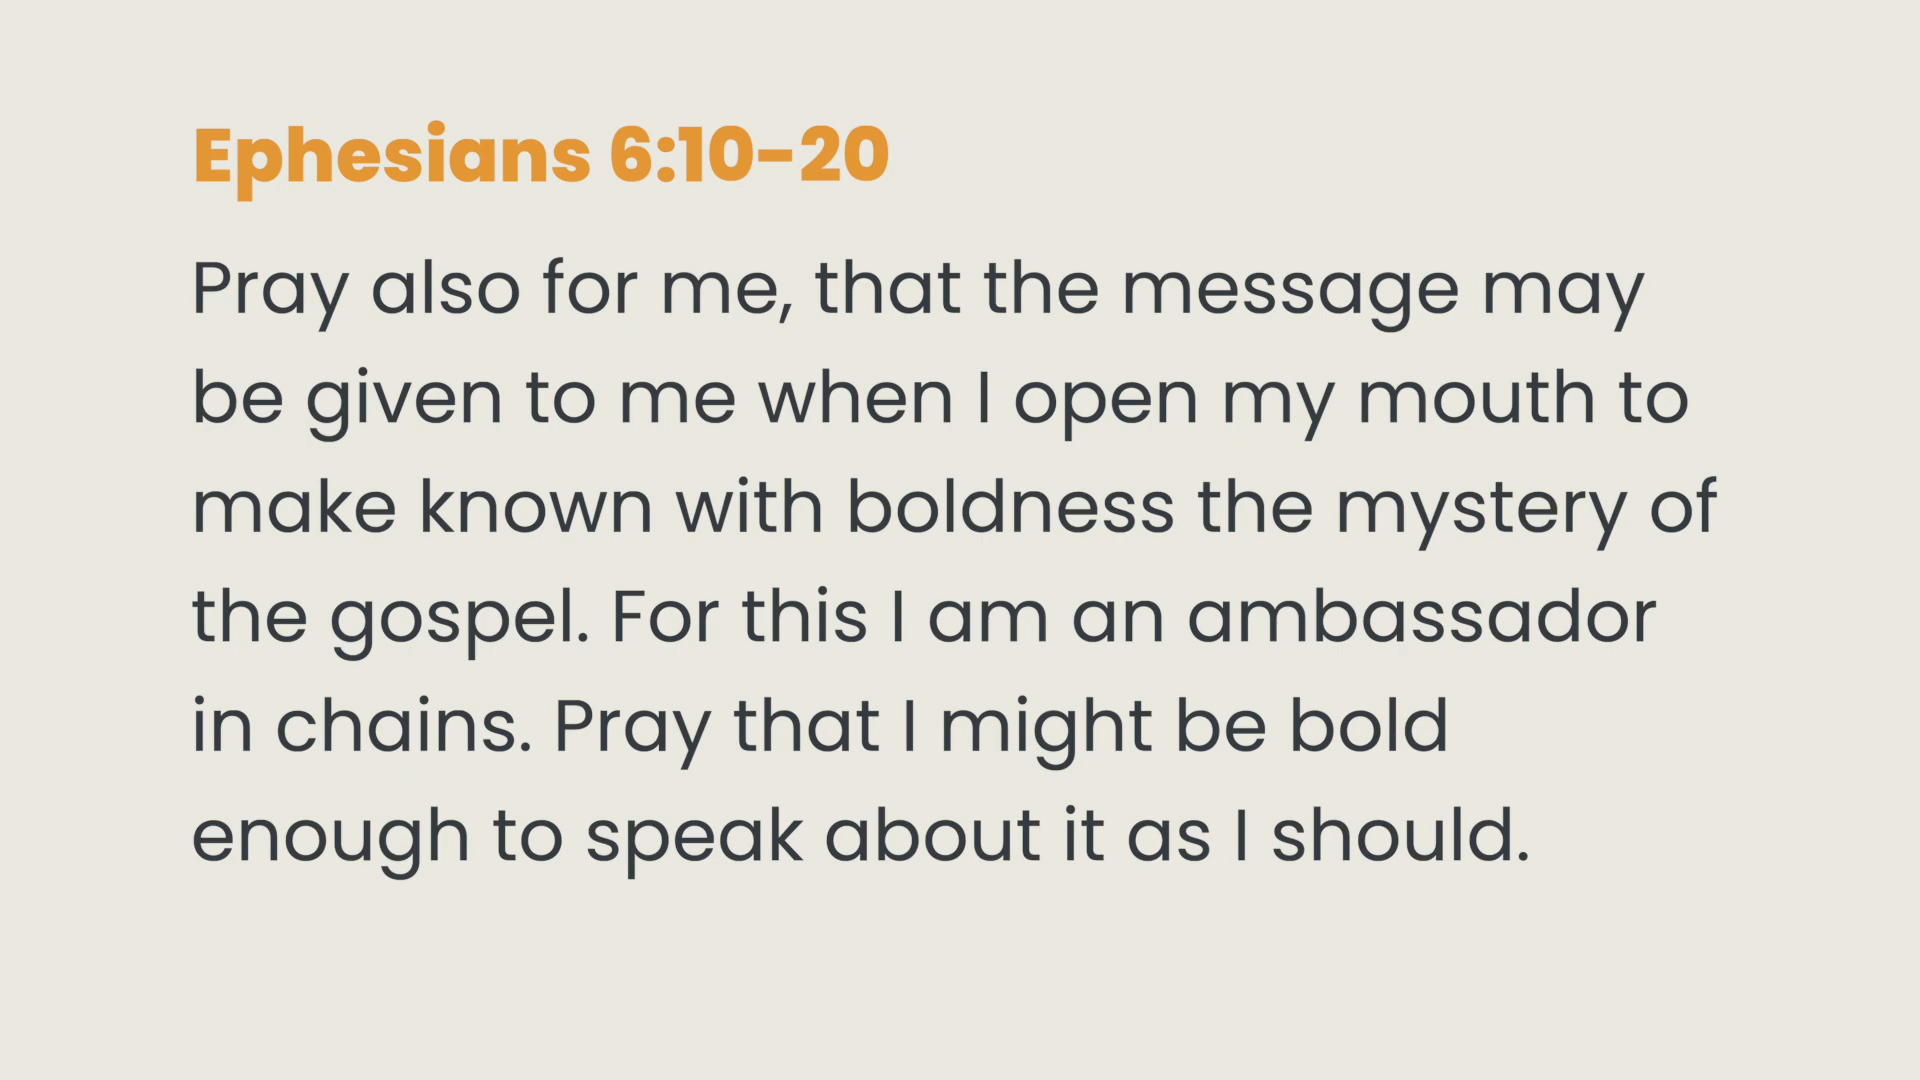 Ephesians 6:10-20
Pray also for me, that the message may
be given to me when I open my mouth to
make known with boldness the mystery of
the gospel. For this I am an ambassador
in chains. Pray that I might be bold
enough to speak about it as I should.